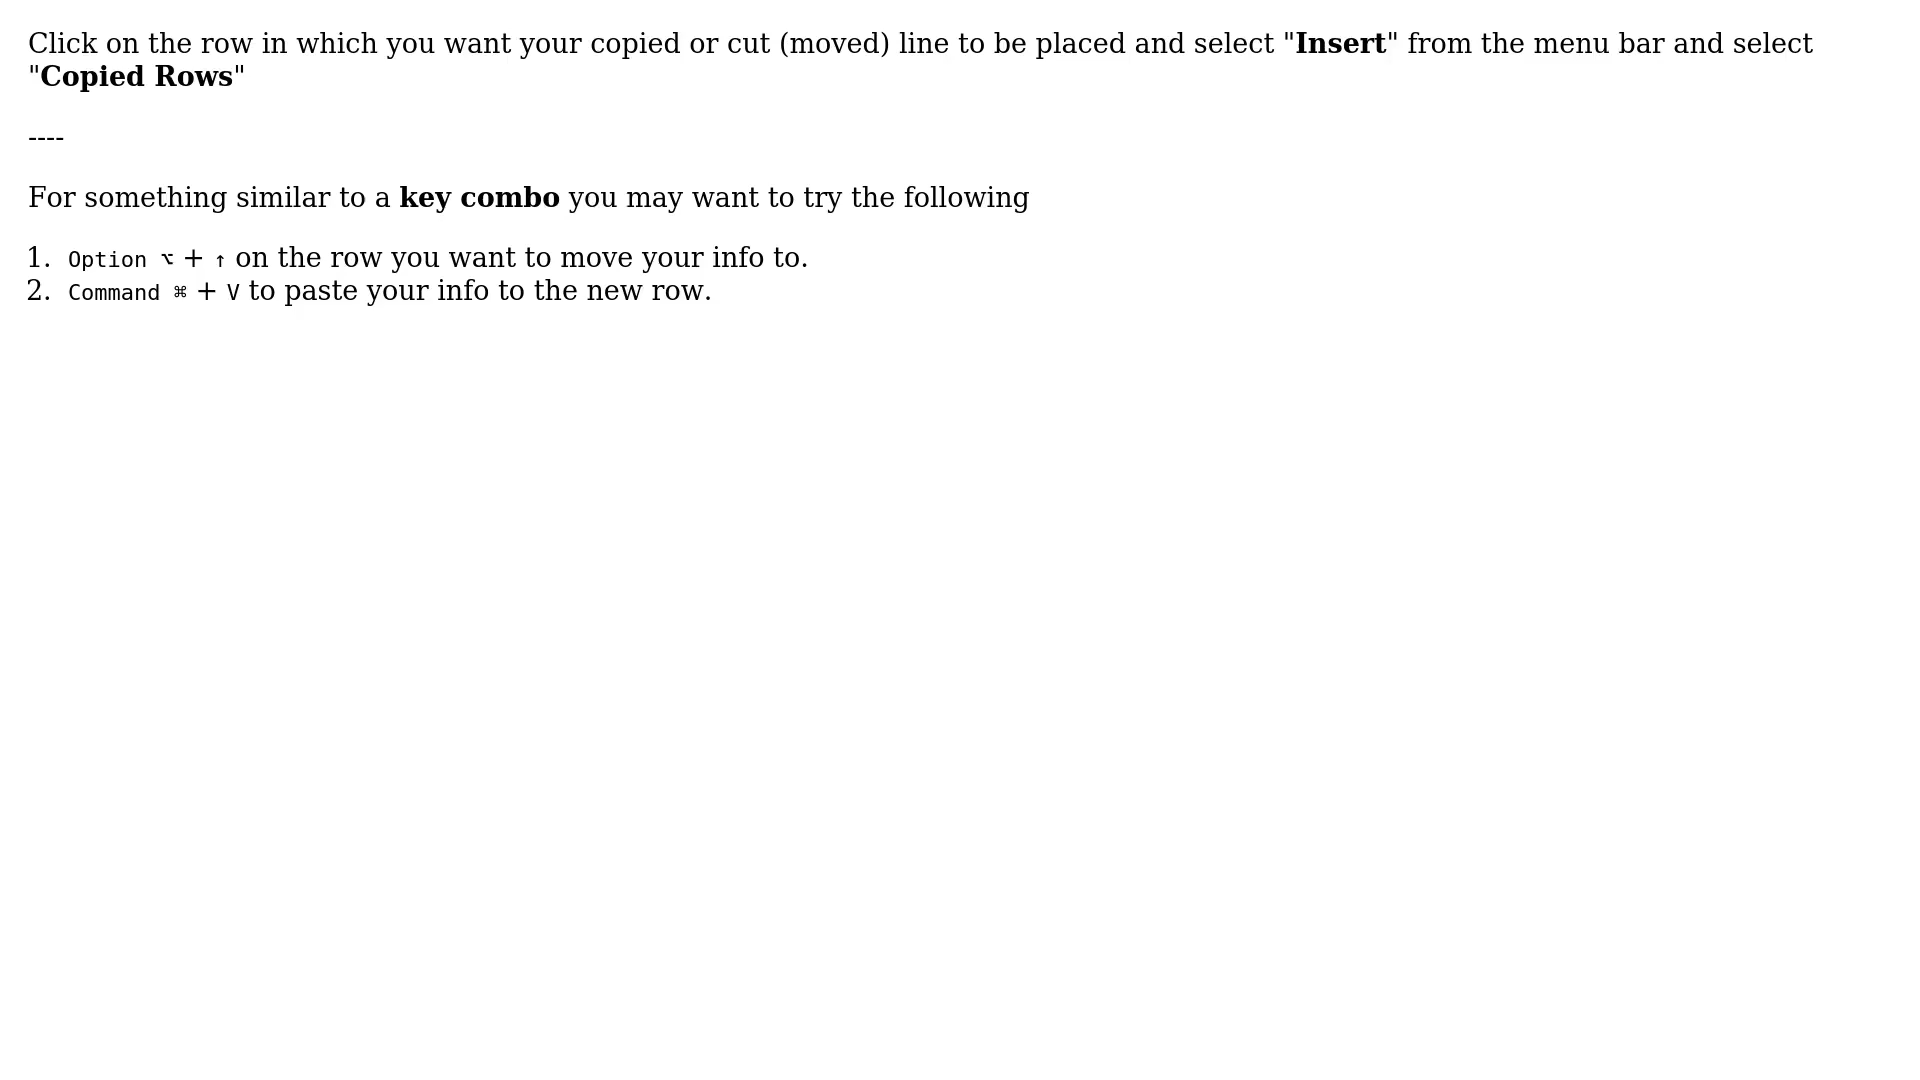 Click on the row in which you want your copied or cut (moved) line to be placed and select "Insert" from the menu bar and select
"Copied Rows"
----
For something similar to a key combo you may want to try the following
1. Option ⌥ + ↑ on the row you want to move your info to.
2. Command ⌘ + V to paste your info to the new row.